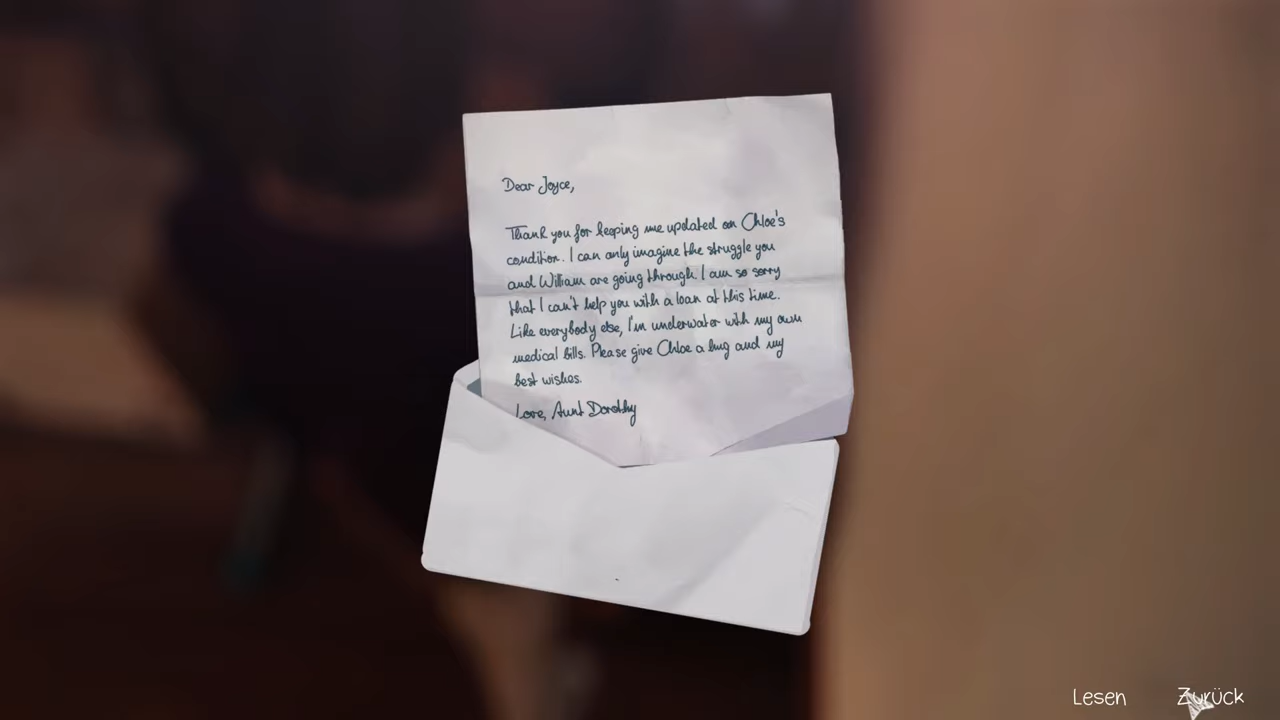 Dear Joyce,
Thank you for keeping me updated on Chloe's
condition. I can only imagine the struggle you
and William are going through. I am so sorry
that I can't help you with a loan at this time.
Like everybody else, I'm underwater with my own
medical bills. Please give Chloe a hug and my
best wishes.
Love, Aunt Dorothy
Lesen Zurück